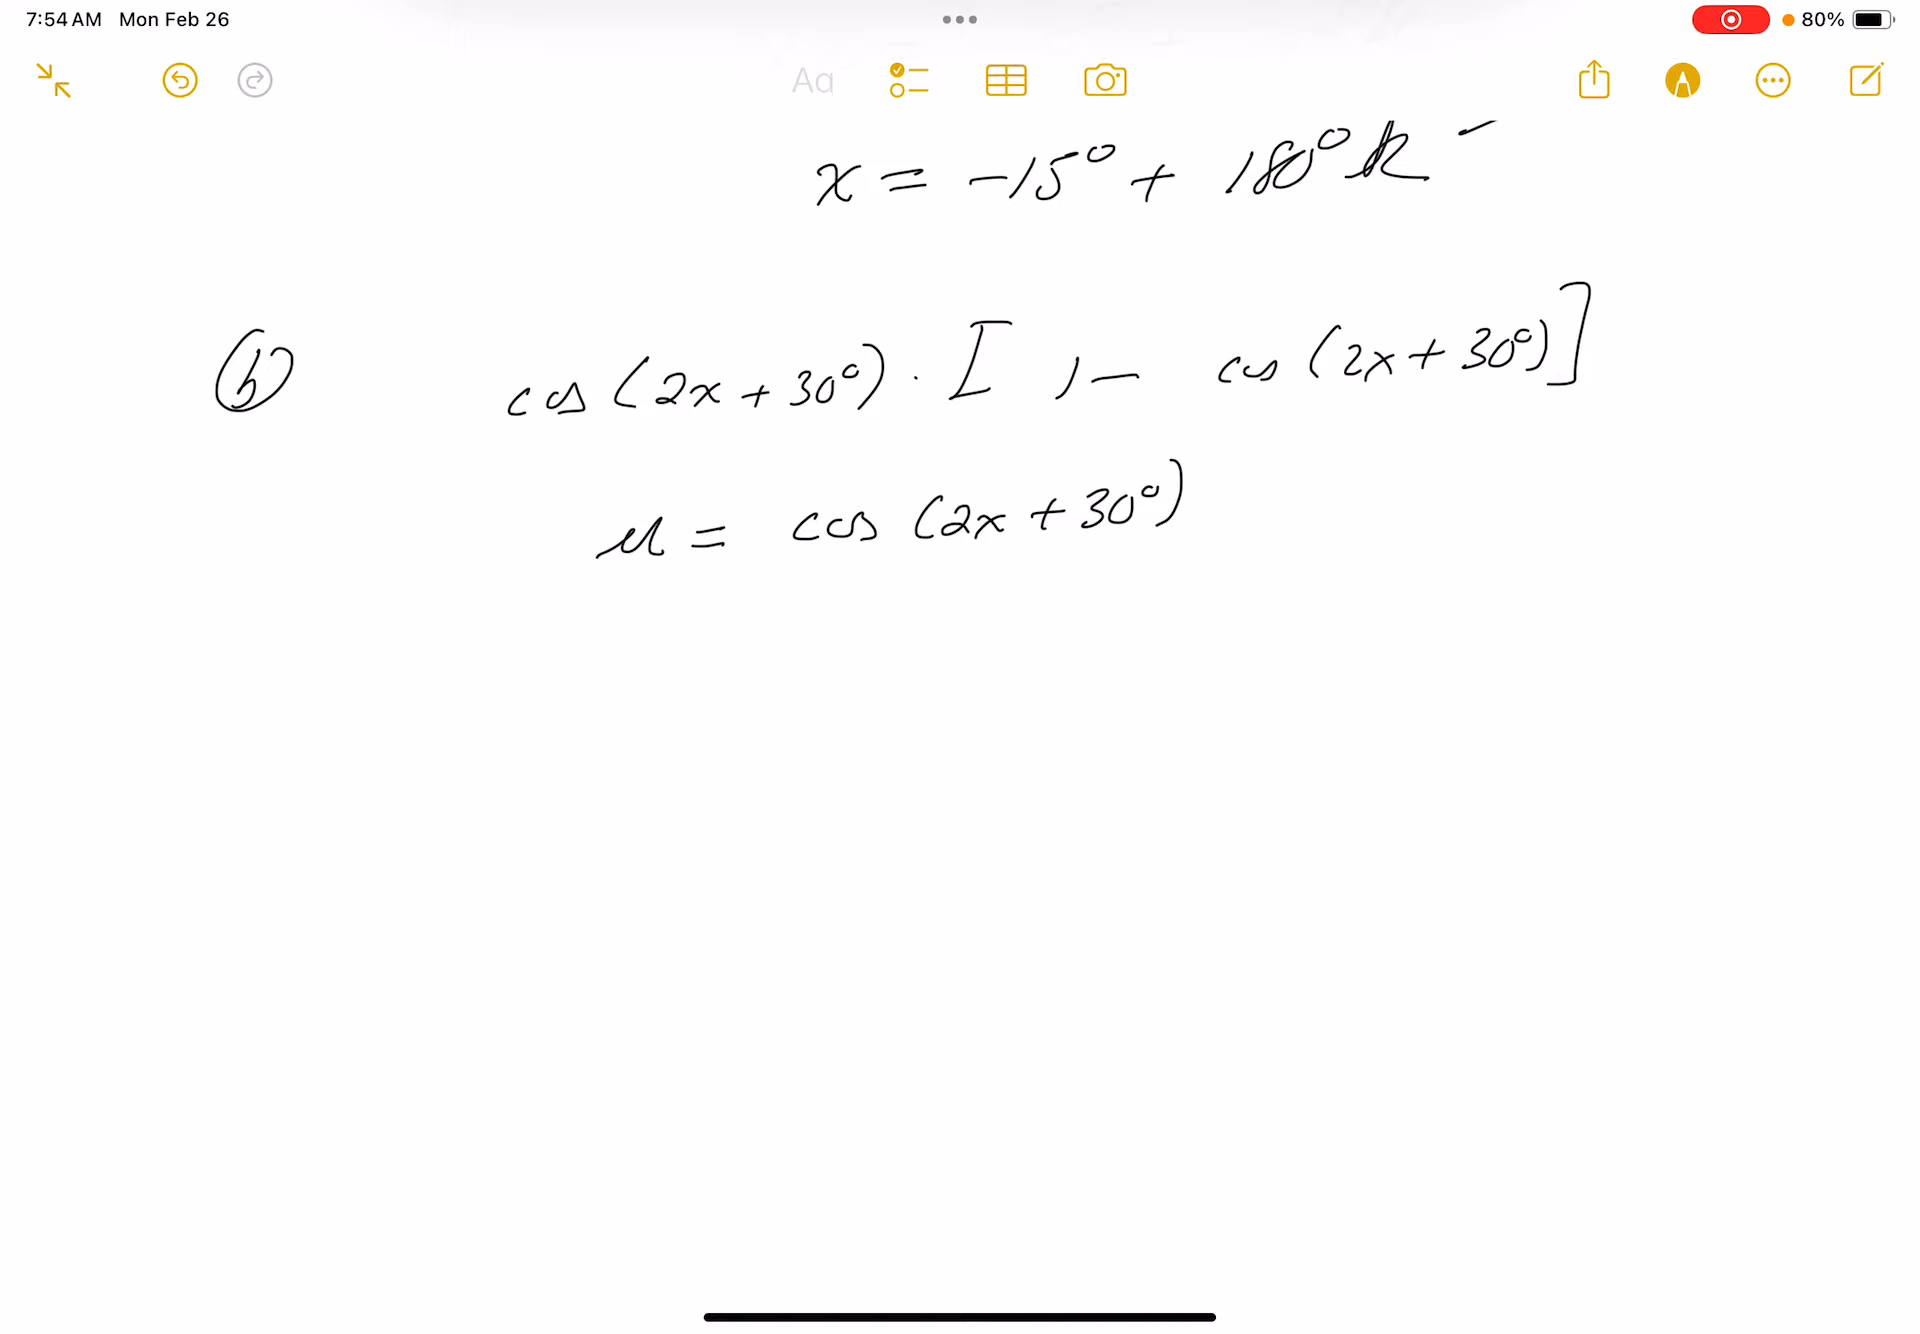 7:54 AM Mon Feb 26
80%
Aa
x = -15° + 180° k -
(b) cos (2x + 30°) · [ 1 - cos (2x + 30°)]
u = cos (2x + 30°)